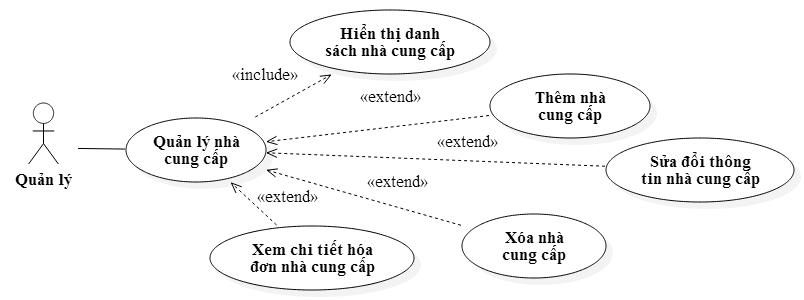 Hiển thị danh
sách nhà cung cấp
«include»
«extend»
Thêm nhà
cung cấp
Quản lý nhà
cung cấp
«extend»
Sửa đổi thông
tin nhà cung cấp
Quản lý
«extend»
«extend»
Xem chi tiết hóa
đơn nhà cung cấp
Xóa nhà
cung cấp